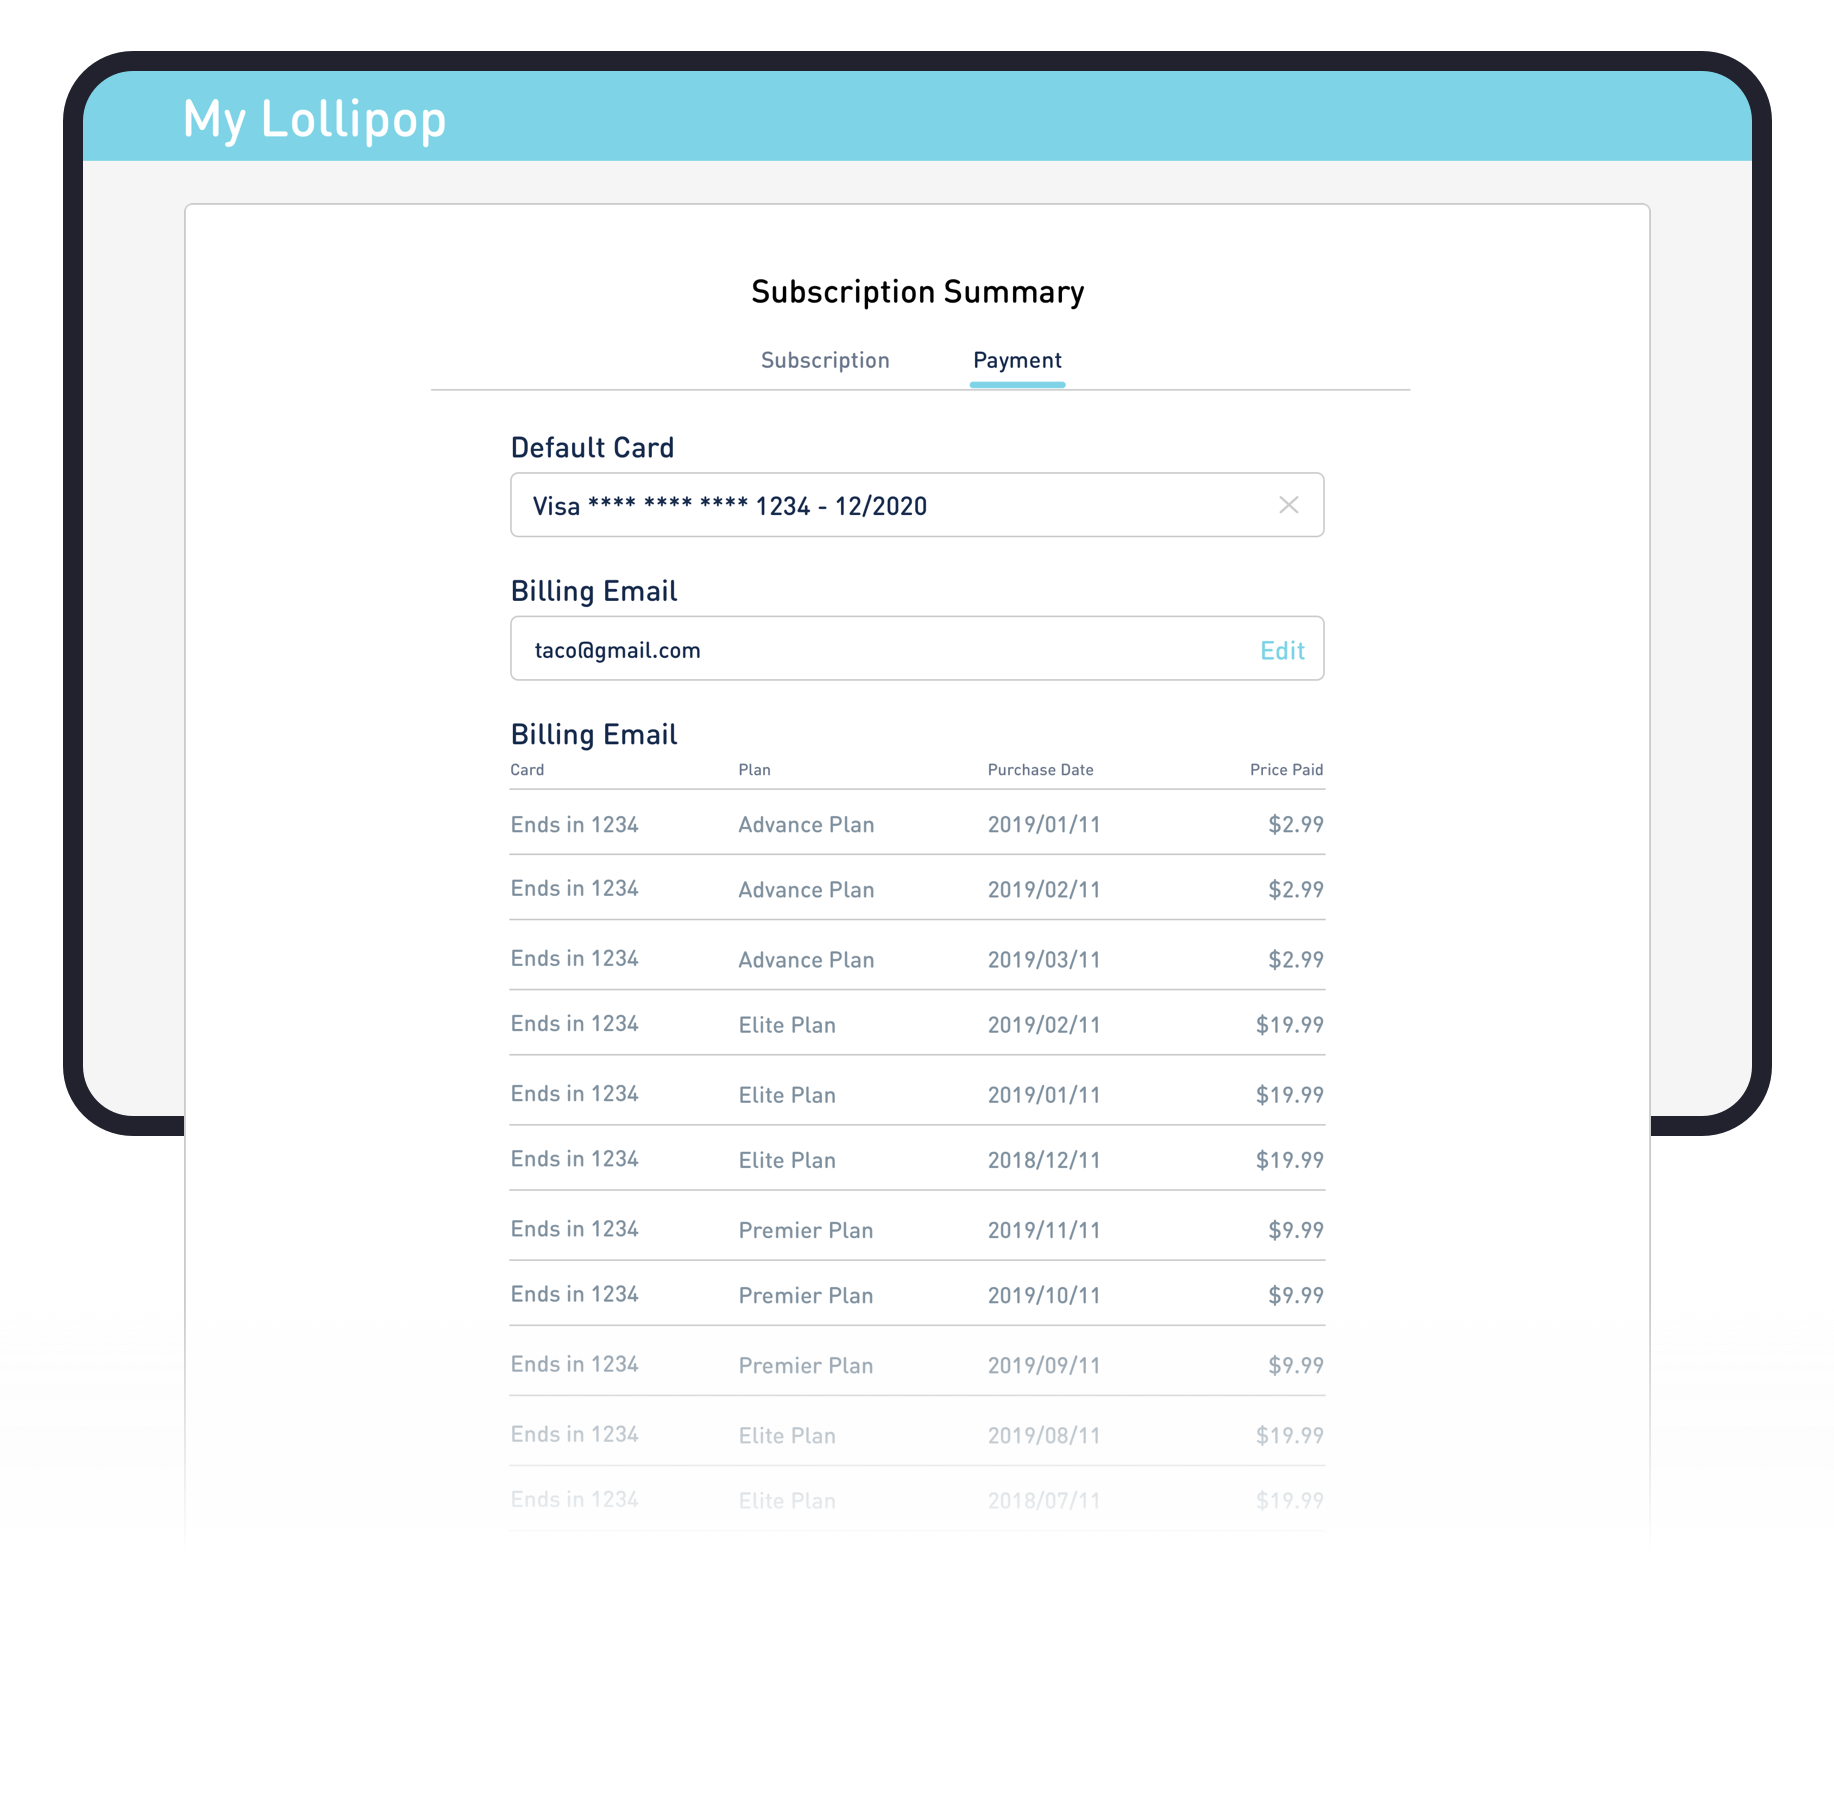 My Lollipop
Subscription Summary
Subscription Payment
Default Card
Visa **** **** **** 1234 - 12/2020
Billing Email
taco@gmail.com Edit
Billing Email
Card Plan Purchase Date Price Paid
Ends in 1234 Advance Plan 2019/01/11 $2.99
Ends in 1234 Advance Plan 2019/02/11 $2.99
Ends in 1234 Advance Plan 2019/03/11 $2.99
Ends in 1234 Elite Plan 2019/02/11 $19.99
Ends in 1234 Elite Plan 2019/01/11 $19.99
Ends in 1234 Elite Plan 2018/12/11 $19.99
Ends in 1234 Premier Plan 2019/11/11 $9.99
Ends in 1234 Premier Plan 2019/10/11 $9.99
Ends in 1234 Premier Plan 2019/09/11 $9.99
Ends in 1234 Elite Plan 2019/08/11 $19.99
Ends in 1234 Elite Plan 2018/07/11 $19.99